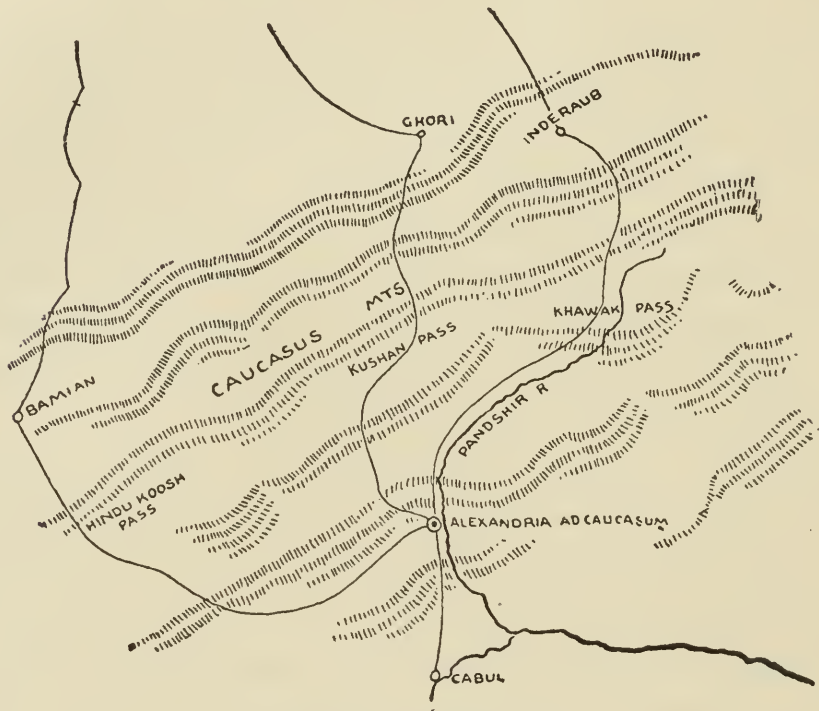 GHORI
INDERAUB
CAUCASUS MTS
KHAWAK PASS
KUSHAN PASS
BAMIAN
PANDSHIR R
HINDU KOOSH
PASS
ALEXANDRIA AD CAUCASUM
CABUL